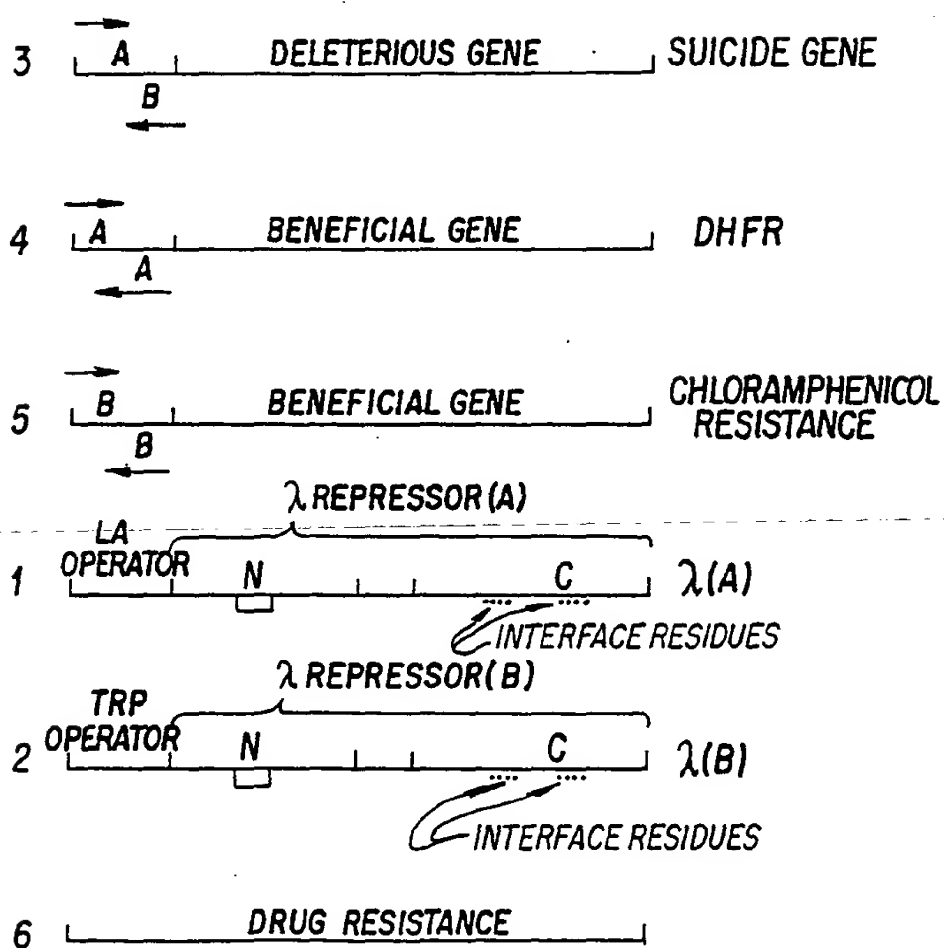 3 A DELETERIOUS GENE SUICIDE GENE
B
4 A BENEFICIAL GENE DHFR
A
5 B BENEFICIAL GENE CHLORAMPHENICOL
RESISTANCE
B
λ REPRESSOR(A)
LA
OPERATOR
1 N C λ(A)
INTERFACE RESIDUES
λ REPRESSOR(B)
TRP
OPERATOR
2 N C λ(B)
INTERFACE RESIDUES
6 DRUG RESISTANCE